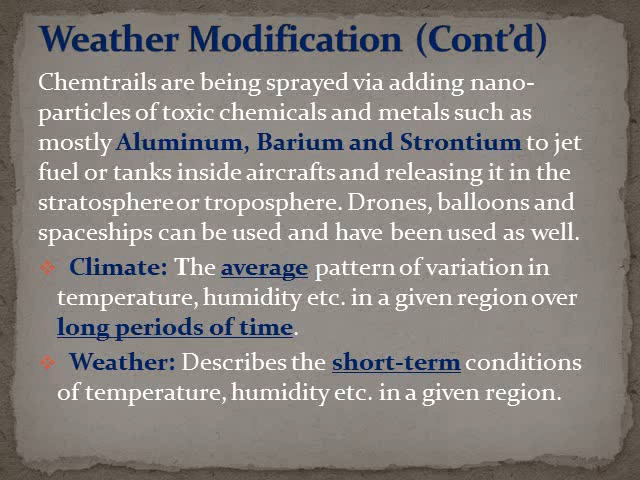 Weather Modification (Cont'd)
Chemtrails are being sprayed via adding nano-
particles of toxic chemicals and metals such as
mostly Aluminum, Barium and Strontium to jet
fuel or tanks inside aircrafts and releasing it in the
stratosphere or troposphere. Drones, balloons and
spaceships can be used and have been used as well.
❖ Climate: The average pattern of variation in
temperature, humidity etc. in a given region over
long periods of time.
❖ Weather: Describes the short-term conditions
of temperature, humidity etc. in a given region.